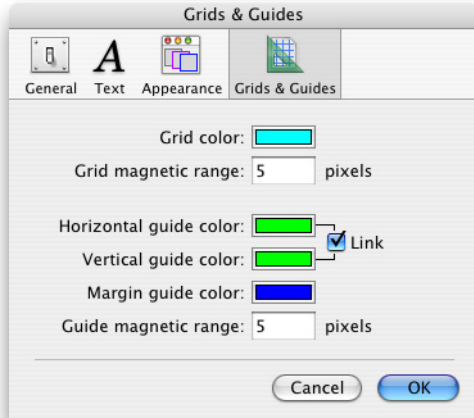 Grids & Guides
General Text Appearance Grids & Guides
Grid color:
Grid magnetic range: 5 pixels
Horizontal guide color:
Link
Vertical guide color:
Margin guide color:
Guide magnetic range: 5 pixels
Cancel OK